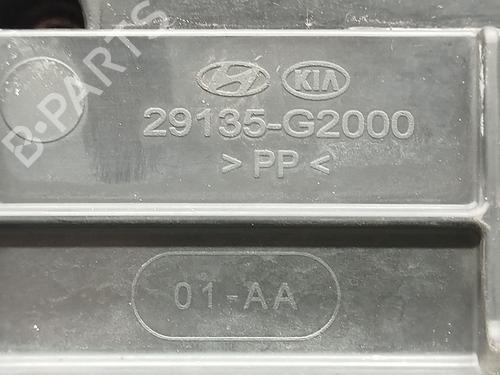 B-PARTS
KIA
29135-G2000
> PP <
01-AA